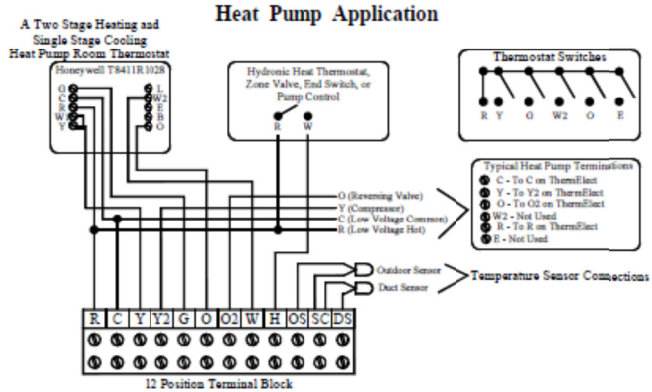 Heat Pump Application
A Two Stage Heating and
Single Stage Cooling
Heat Pump Room Thermostat
Honeywell T8411R1028
G
C
R
W1
Y
L
W2
E
B
O
Hydronic Heat Thermostat,
Zone Valve, End Switch, or
Pump Control
R W
Thermostat Switches
R Y G W2 O E
Typical Heat Pump Terminations
C - To C on ThermElect
Y - To Y2 on ThermElect
O - To O2 on ThermElect
W2 - Not Used
R - To R on ThermElect
E - Not Used
O (Reversing Valve)
Y (Compressor)
C (Low Voltage Common)
R (Low Voltage Hot)
Outdoor Sensor
Duct Sensor
Temperature Sensor Connections
R C Y Y2 G O O2 W H OS SC DS
12 Position Terminal Block